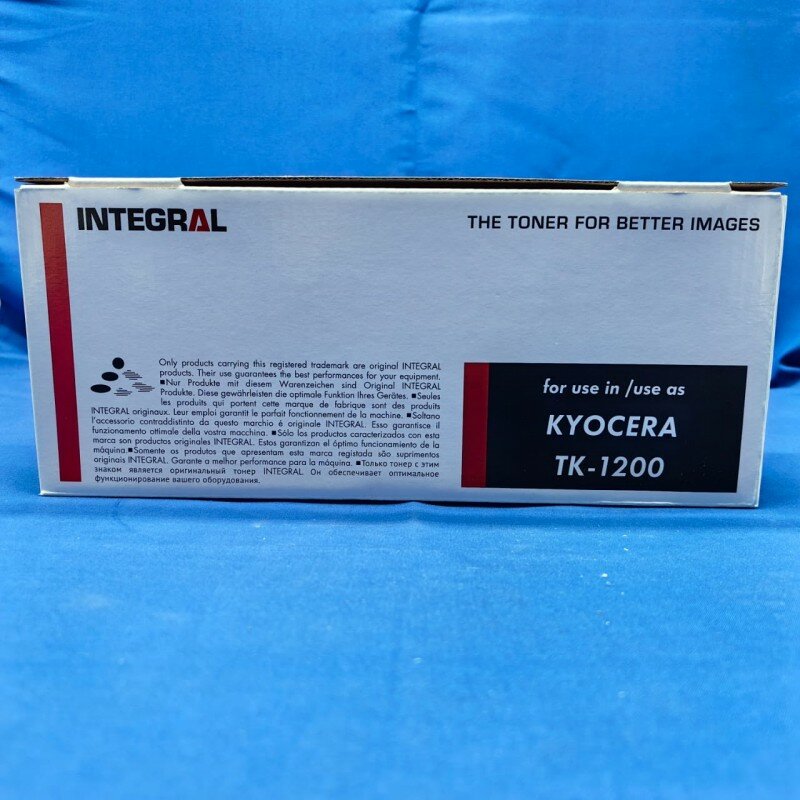 INTEGRAL
THE TONER FOR BETTER IMAGES
Only products carrying this registered trademark are original INTEGRAL
products. Their use guarantees the best performances for your equipment.
■Nur Produkte mit diesem Warenzeichen sind Original INTEGRAL
Produkte. Diese gewährleisten die optimale Funktion Ihres Gerätes. ■Seules
les produits qui portent cette marque de fabrique sont des produits
INTEGRAL originaux. Leur emploi garantit le parfait fonctionnement de la machine. ■Soltano
l'accessorio contraddistinto da questo marchio é originale INTEGRAL. Esso garantisce il
funzionamento ottimale della vostra macchina. ■Sólo los productos caracterizados con esta
marca son productos originales INTEGRAL. Estos garantizan el óptimo funcionamiento de la
máquina. ■Somente os produtos que apresentam esta marca registada são suprimentos
originais INTEGRAL. Garante a melhor performance para la máquina. ■Только тонер с этим
знаком является оригинальный тонер INTEGRAL. Он обеспечивает оптимальное
функционирование вашего оборудования.
for use in /use as
KYOCERA
TK-1200